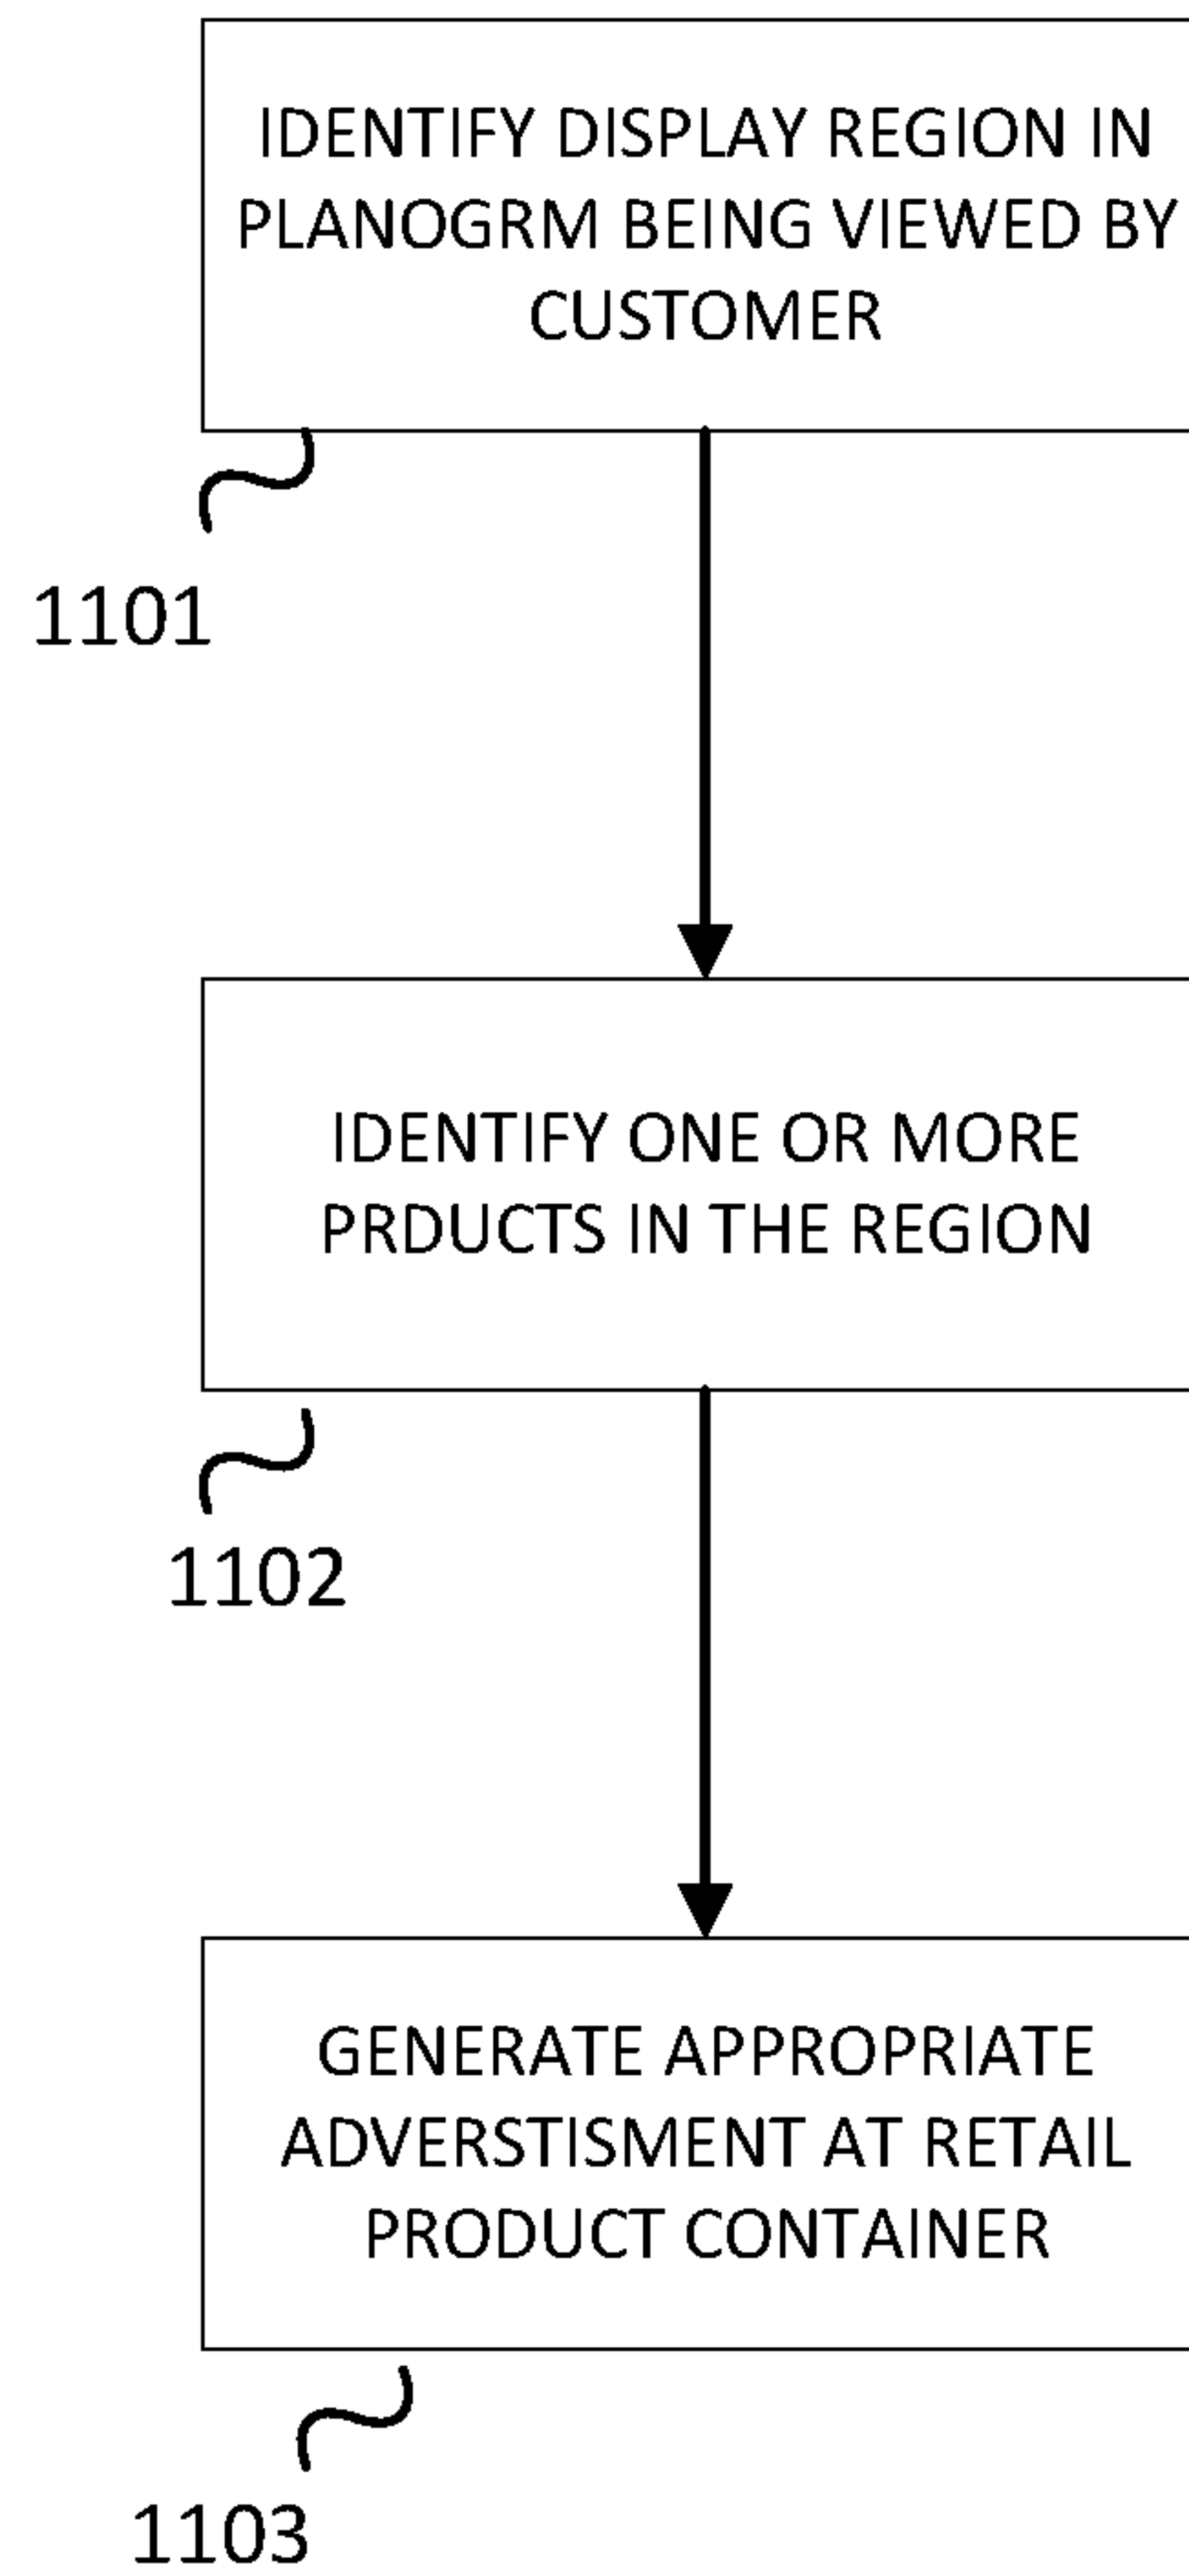 IDENTIFY DISPLAY REGION IN
PLANOGRM BEING VIEWED BY
CUSTOMER
1101
IDENTIFY ONE OR MORE
PRDUCTS IN THE REGION
1102
GENERATE APPROPRIATE
ADVERSTISMENT AT RETAIL
PRODUCT CONTAINER
1103